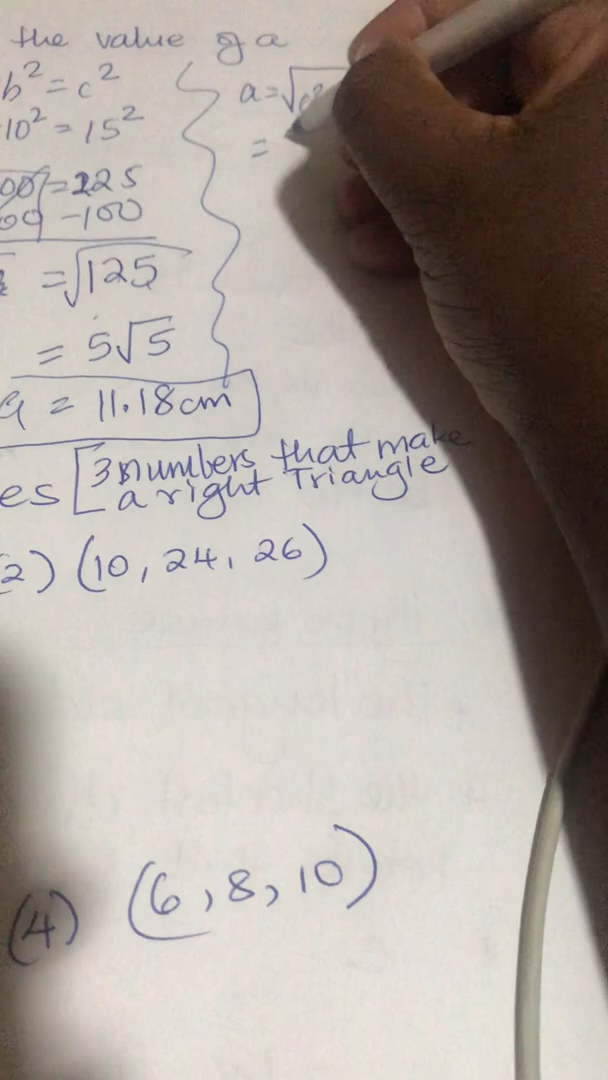 the value of a
b² = c²
10² = 15²
= 225
- 100
= √125
= 5√5
a = 11.18cm
a = √c²
=
es [3 numbers that make
a right Triangle
2) (10, 24, 26)
(4) (6, 8, 10)